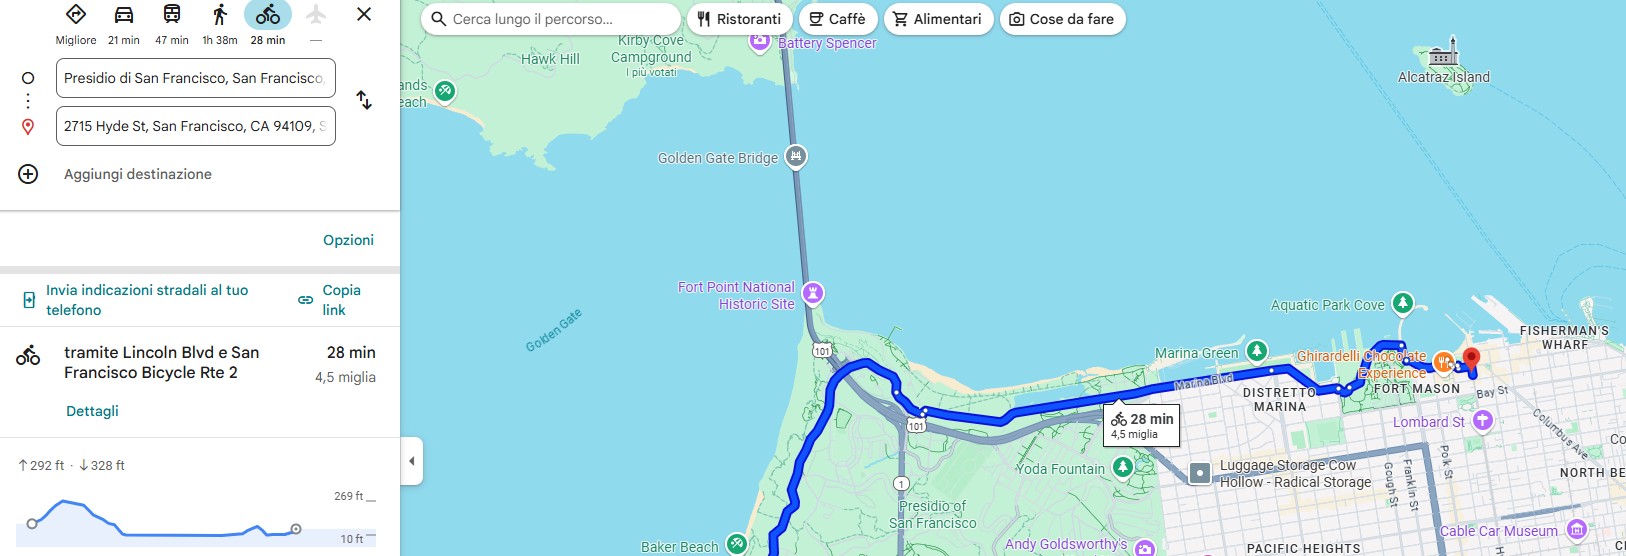 Migliore
21 min
47 min
1h 38m
28 min
—
Presidio di San Francisco, San Francisco,
2715 Hyde St, San Francisco, CA 94109, S
Aggiungi destinazione
Opzioni
Invia indicazioni stradali al tuo
telefono
Copia
link
tramite Lincoln Blvd e San
Francisco Bicycle Rte 2
28 min
4,5 miglia
Dettagli
292 ft · 328 ft
269 ft
10 ft
Cerca lungo il percorso...
Ristoranti
Caffè
Alimentari
Cose da fare
Hawk Hill
Kirby Cove
Campground
I più votati
Battery Spencer
ands
each
Alcatraz Island
Golden Gate Bridge
Fort Point National
Historic Site
Golden Gate
101
Aquatic Park Cove
FISHERMAN'S
WHARF
Marina Green
Ghirardelli Chocolate
Experience
Marina Blvd
DISTRETTO
MARINA
FORT MASON
Bay St
101
28 min
4,5 miglia
Lombard St
Columbus Ave
Co
Yoda Fountain
Luggage Storage Cow
Hollow - Radical Storage
Gough St
Franklin St
Polk St
NORTH BE
1
Presidio of
San Francisco
Cable Car Museum
Baker Beach
Andy Goldsworthy's
PACIFIC HEIGHTS